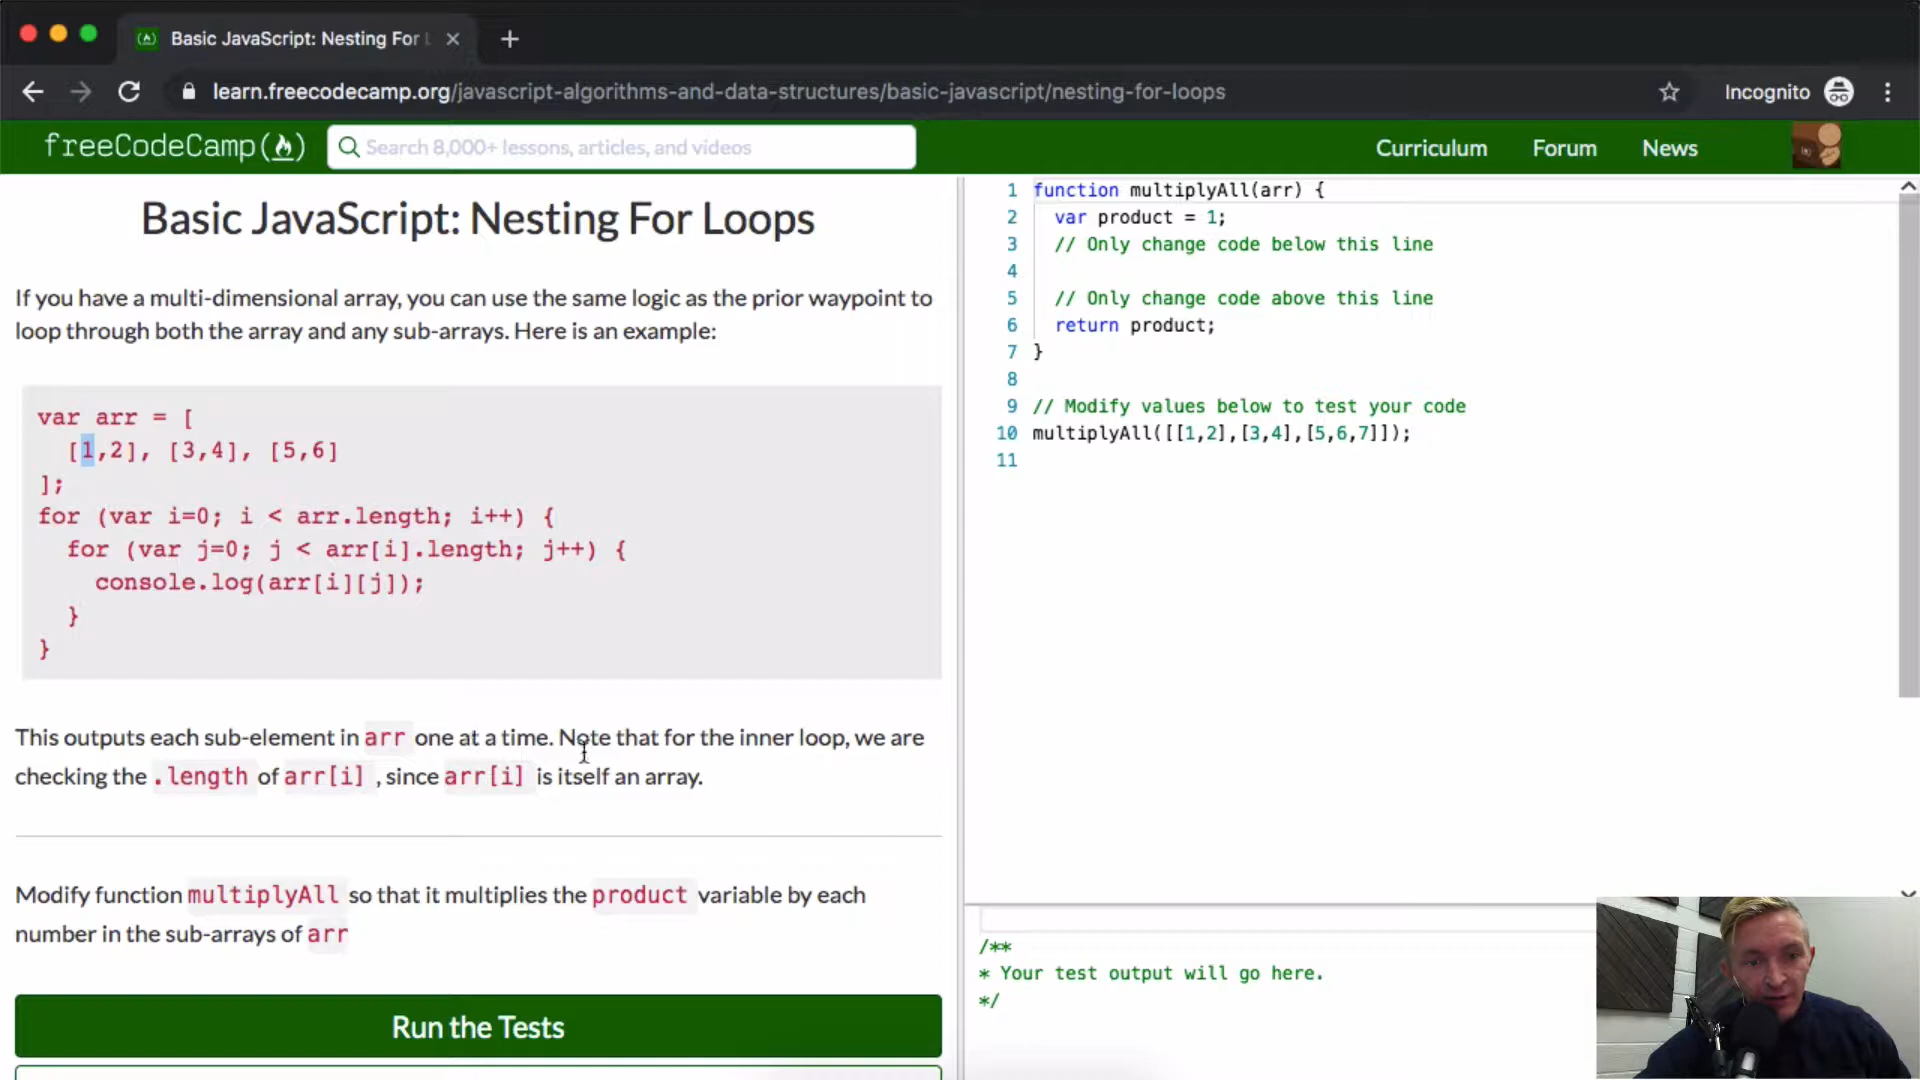 Basic JavaScript: Nesting For L
learn.freecodecamp.org/javascript-algorithms-and-data-structures/basic-javascript/nesting-for-loops
Incognito
freeCodeCamp
Search 8,000+ lessons, articles, and videos
Curriculum Forum News
Basic JavaScript: Nesting For Loops
If you have a multi-dimensional array, you can use the same logic as the prior waypoint to
loop through both the array and any sub-arrays. Here is an example:
var arr = [
[1,2], [3,4], [5,6]
];
for (var i=0; i < arr.length; i++) {
for (var j=0; j < arr[i].length; j++) {
console.log(arr[i][j]);
}
}
This outputs each sub-element in arr one at a time. Note that for the inner loop, we are
checking the .length of arr[i] , since arr[i] is itself an array.
Modify function multiplyAll so that it multiplies the product variable by each
number in the sub-arrays of arr
Run the Tests
1 function multiplyAll(arr) {
2 var product = 1;
3 // Only change code below this line
4
5 // Only change code above this line
6 return product;
7 }
8
9 // Modify values below to test your code
10 multiplyAll([[1,2],[3,4],[5,6,7]]);
11
/**
* Your test output will go here.
*/